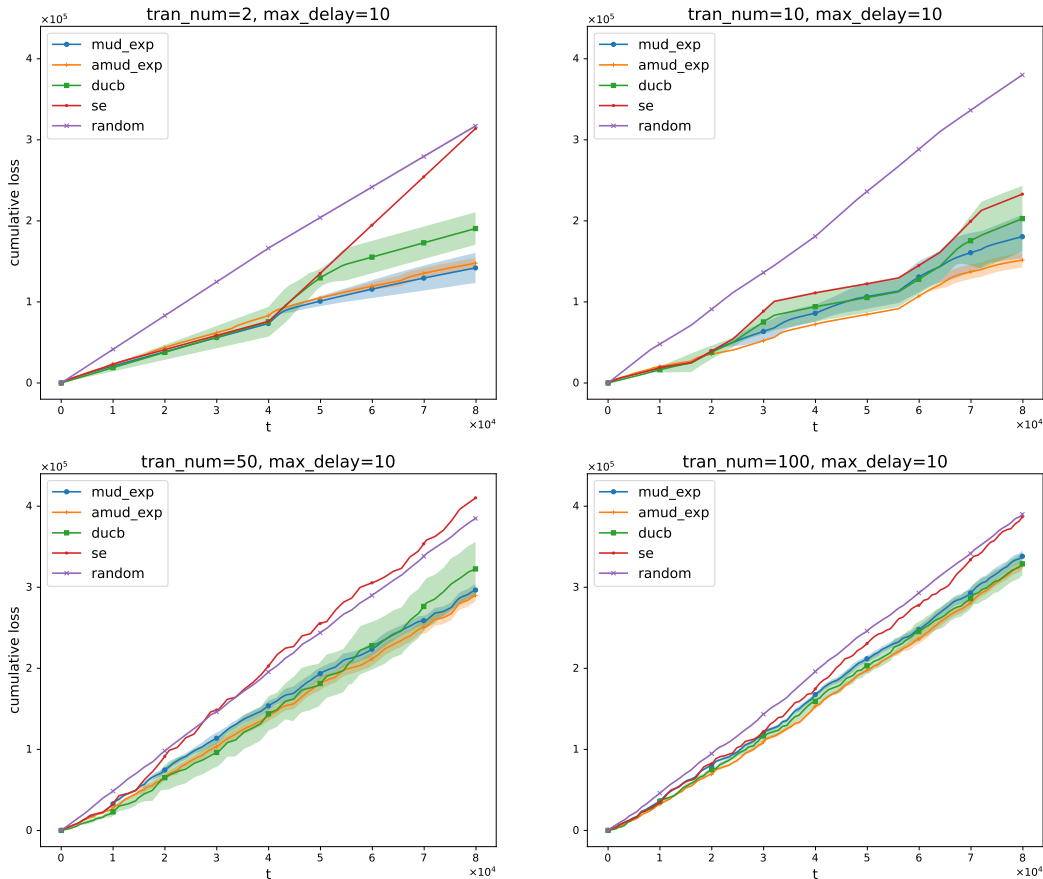 tran_num=2, max_delay=10
×10⁵
mud_exp
amud_exp
ducb
se
random
4
3
2
1
0
cumulative loss
0 1 2 3 4 5 6 7 8
t
×10⁴
tran_num=10, max_delay=10
×10⁵
mud_exp
amud_exp
ducb
se
random
4
3
2
1
0
0 1 2 3 4 5 6 7 8
t
×10⁴
tran_num=50, max_delay=10
×10⁵
mud_exp
amud_exp
ducb
se
random
4
3
2
1
0
cumulative loss
0 1 2 3 4 5 6 7 8
t
×10⁴
tran_num=100, max_delay=10
×10⁵
mud_exp
amud_exp
ducb
se
random
4
3
2
1
0
0 1 2 3 4 5 6 7 8
t
×10⁴